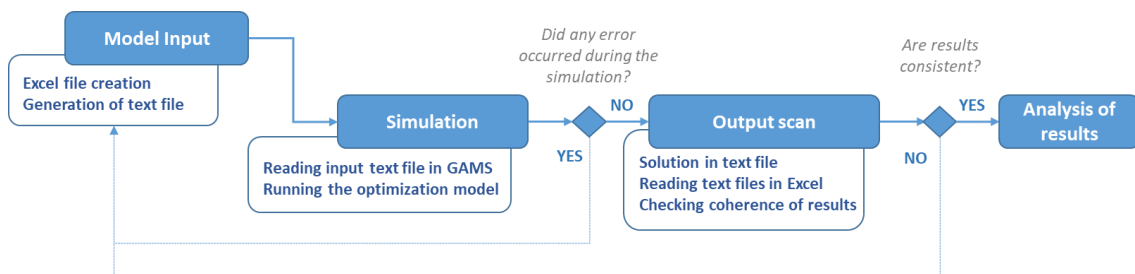 Model Input
Excel file creation
Generation of text file
Simulation
Reading input text file in GAMS
Running the optimization model
Did any error
occurred during the
simulation?
NO
YES
Output scan
Solution in text file
Reading text files in Excel
Checking coherence of results
Are results
consistent?
YES
NO
Analysis of
results